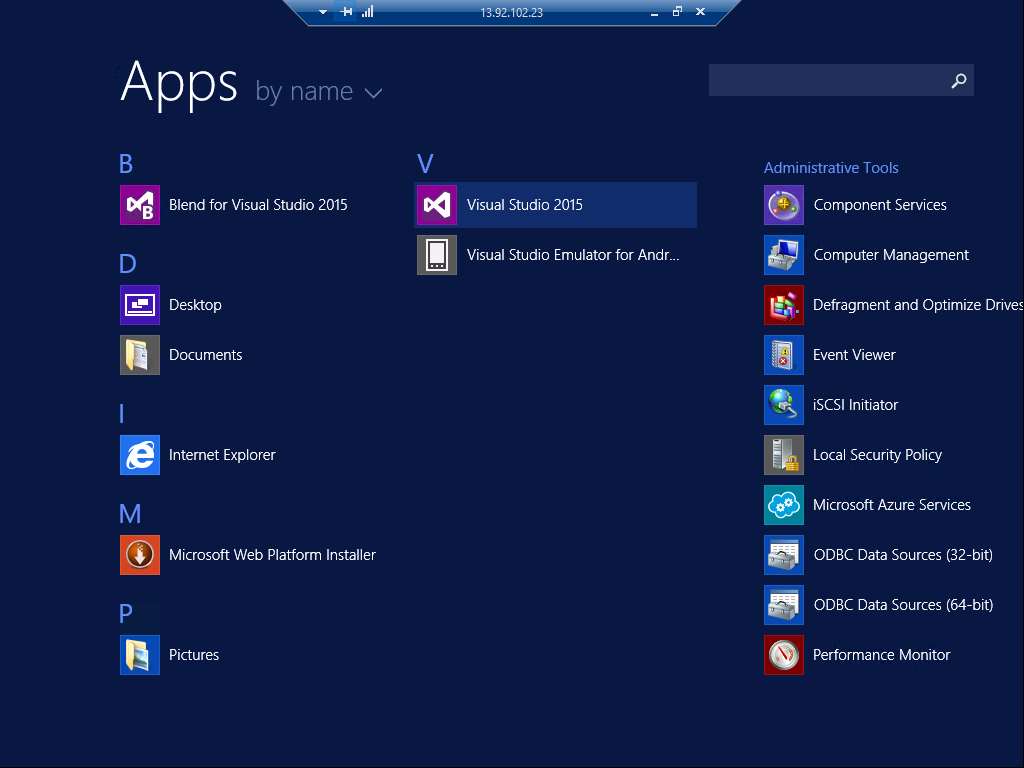 13.92.102.23
Apps by name
B
Blend for Visual Studio 2015
D
Desktop
Documents
I
Internet Explorer
M
Microsoft Web Platform Installer
P
Pictures
V
Visual Studio 2015
Visual Studio Emulator for Andr...
Administrative Tools
Component Services
Computer Management
Defragment and Optimize Drives
Event Viewer
iSCSI Initiator
Local Security Policy
Microsoft Azure Services
ODBC Data Sources (32-bit)
ODBC Data Sources (64-bit)
Performance Monitor